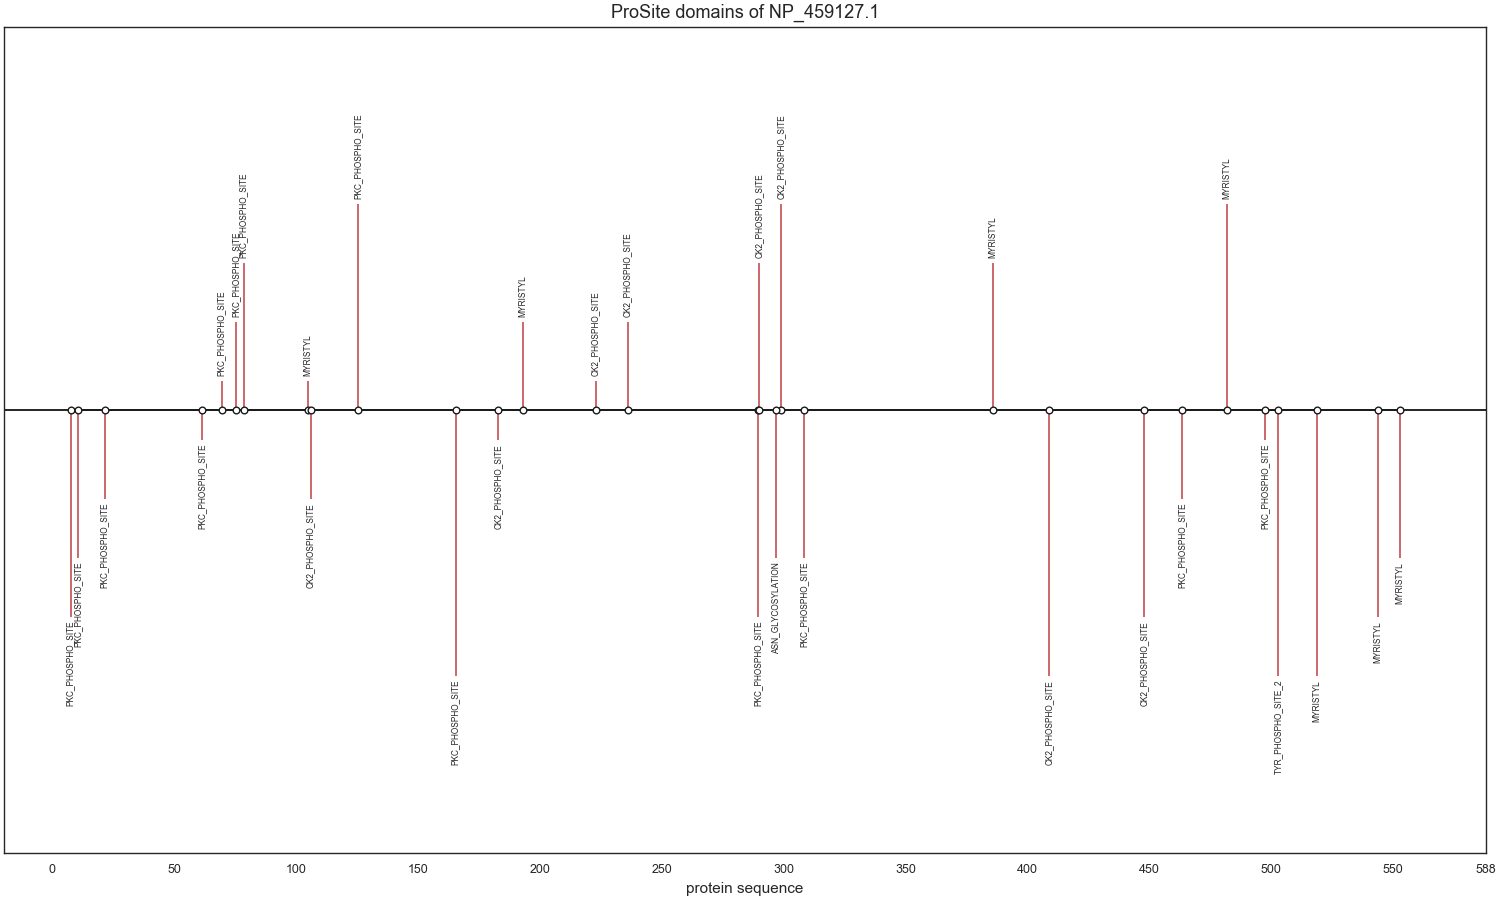 ProSite domains of NP_459127.1
PKC_PHOSPHO_SITE
CK2_PHOSPHO_SITE
MYRISTYL
PKC_PHOSPHO_SITE
CK2_PHOSPHO_SITE
PKC_PHOSPHO_SITE
CK2_PHOSPHO_SITE
MYRISTYL
MYRISTYL
PKC_PHOSPHO_SITE
CK2_PHOSPHO_SITE
MYRISTYL
PKC_PHOSPHO_SITE
PKC_PHOSPHO_SITE
CK2_PHOSPHO_SITE
PKC_PHOSPHO_SITE
PKC_PHOSPHO_SITE
CK2_PHOSPHO_SITE
PKC_PHOSPHO_SITE
PKC_PHOSPHO_SITE
ASN_GLYCOSYLATION
PKC_PHOSPHO_SITE
MYRISTYL
PKC_PHOSPHO_SITE
PKC_PHOSPHO_SITE
CK2_PHOSPHO_SITE
MYRISTYL
PKC_PHOSPHO_SITE
CK2_PHOSPHO_SITE
TYR_PHOSPHO_SITE_2
MYRISTYL
0 50 100 150 200 250 300 350 400 450 500 550 588
protein sequence